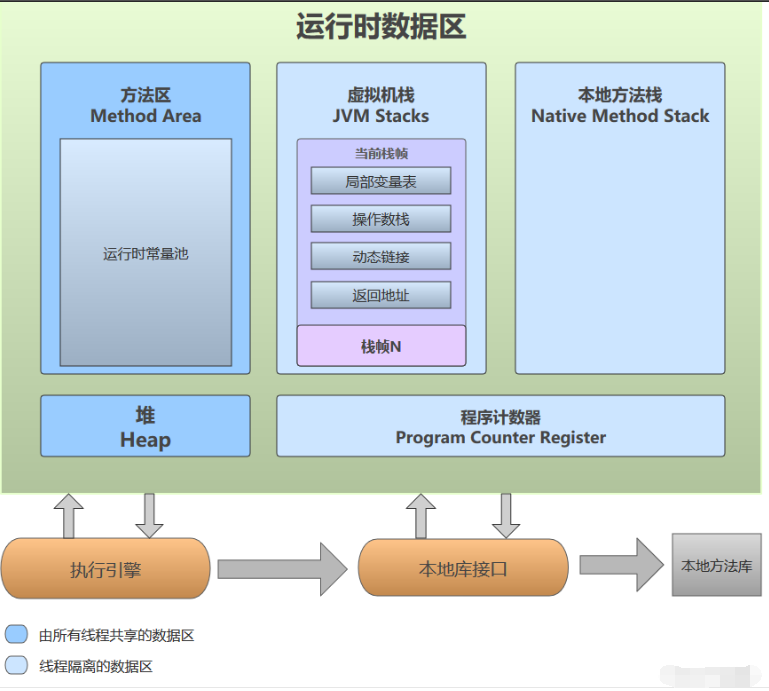 运行时数据区
方法区
Method Area
运行时常量池
虚拟机栈
JVM Stacks
当前栈帧
局部变量表
操作数栈
动态链接
返回地址
栈帧N
本地方法栈
Native Method Stack
堆
Heap
程序计数器
Program Counter Register
执行引擎
本地库接口
本地方法库
由所有线程共享的数据区
线程隔离的数据区